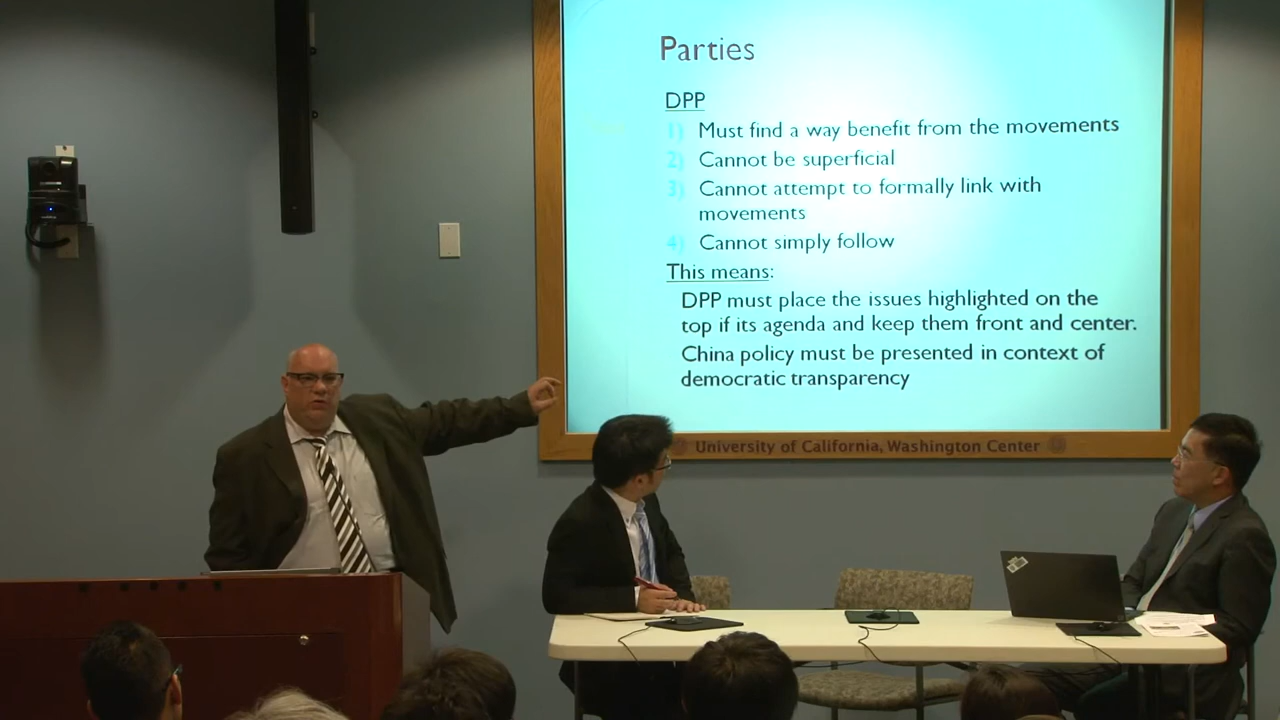 Parties
DPP
1) Must find a way benefit from the movements
2) Cannot be superficial
3) Cannot attempt to formally link with
movements
4) Cannot simply follow
This means:
DPP must place the issues highlighted on the
top if its agenda and keep them front and center.
China policy must be presented in context of
democratic transparency
University of California, Washington Center